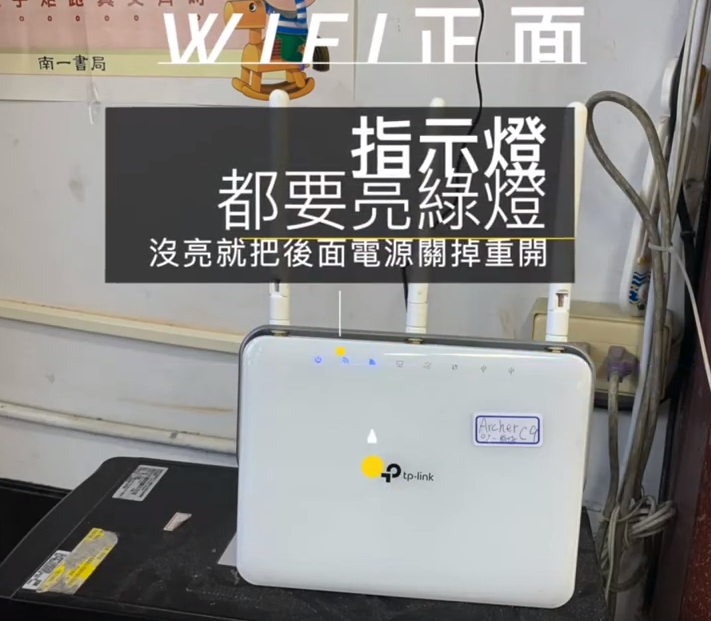 南一書局
WIFI正面
指示燈
都要亮綠燈
沒亮就把後面電源關掉重開
Archer C9
tp-link